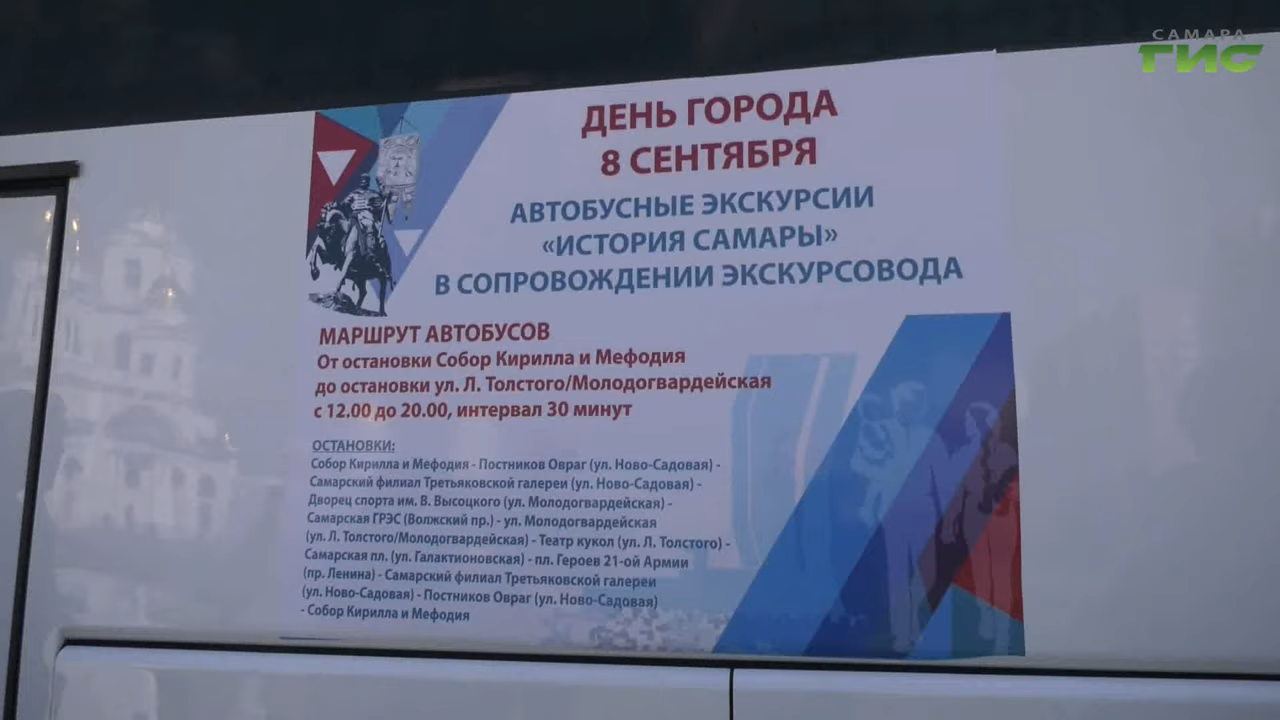 САМАРА
ГИС
ДЕНЬ ГОРОДА
8 СЕНТЯБРЯ
АВТОБУСНЫЕ ЭКСКУРСИИ
«ИСТОРИЯ САМАРЫ»
В СОПРОВОЖДЕНИИ ЭКСКУРСОВОДА
МАРШРУТ АВТОБУСОВ
От остановки Собор Кирилла и Мефодия
до остановки ул. Л. Толстого/Молодогвардейская
с 12.00 до 20.00, интервал 30 минут
ОСТАНОВКИ:
Собор Кирилла и Мефодия - Постников Овраг (ул. Ново-Садовая) -
Самарский филиал Третьяковской галереи (ул. Ново-Садовая) -
Дворец спорта им. В. Высоцкого (ул. Молодогвардейская) -
Самарская ГРЭС (Волжский пр.) - ул. Молодогвардейская
(ул. Л. Толстого/Молодогвардейская) - Театр кукол (ул. Л. Толстого) -
Самарская пл. (ул. Галактионовская) - пл. Героев 21-ой Армии
(пр. Ленина) - Самарский филиал Третьяковской галереи
(ул. Ново-Садовая) - Постников Овраг (ул. Ново-Садовая)
- Собор Кирилла и Мефодия